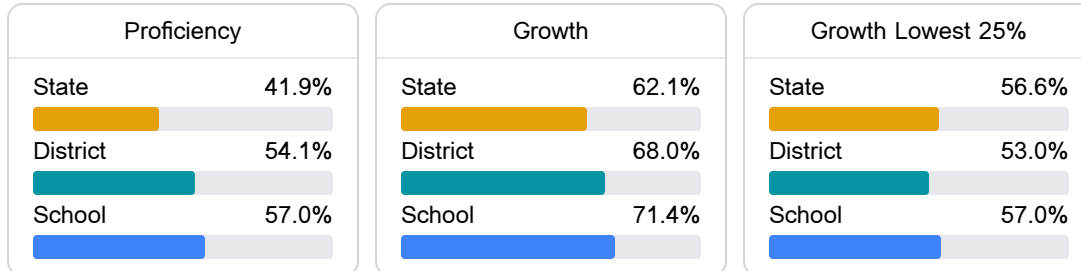 Proficiency
State 41.9%
District 54.1%
School 57.0%
Growth
State 62.1%
District 68.0%
School 71.4%
Growth Lowest 25%
State 56.6%
District 53.0%
School 57.0%